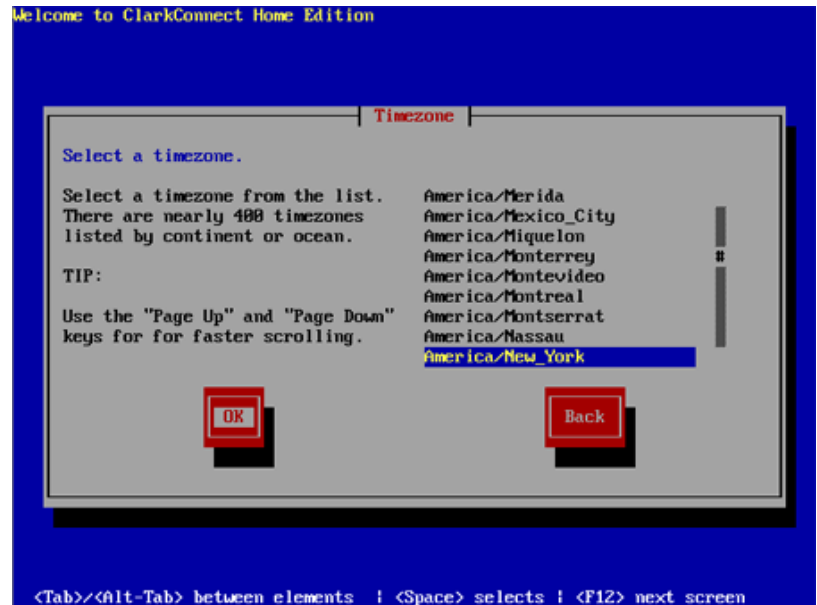 Welcome to ClarkConnect Home Edition
Timezone
Select a timezone.
Select a timezone from the list.
There are nearly 400 timezones
listed by continent or ocean.
TIP:
Use the "Page Up" and "Page Down"
keys for for faster scrolling.
America/Merida
America/Mexico_City
America/Miquelon
America/Monterrey
#
America/Montevideo
America/Montreal
America/Montserrat
America/Nassau
America/New_York
OK
Back
<Tab>/<Alt-Tab> between elements | <Space> selects | <F12> next screen